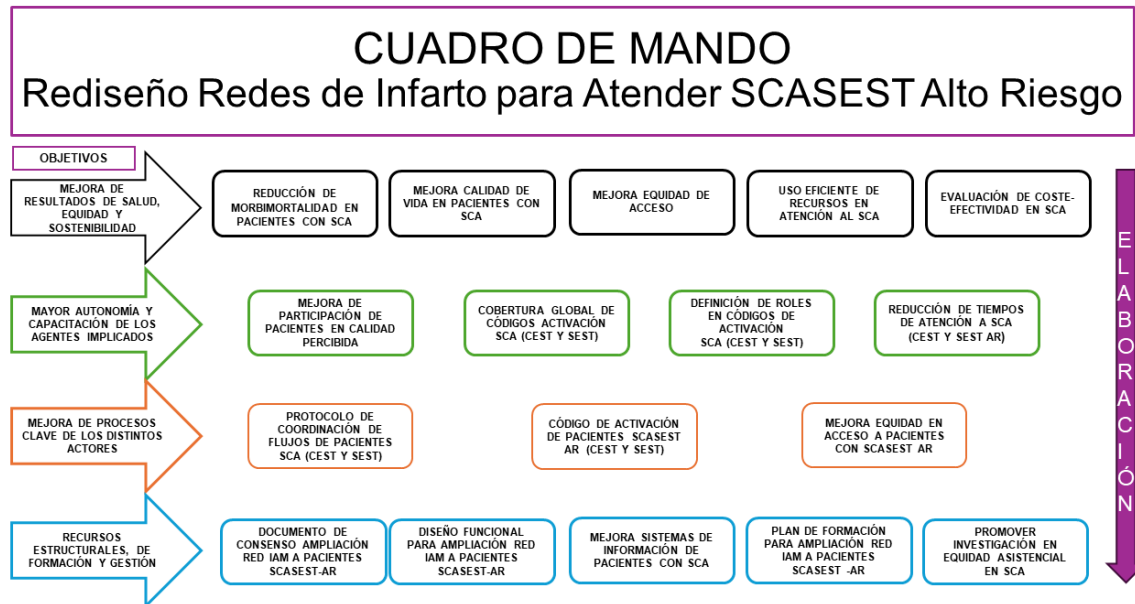 CUADRO DE MANDO
Rediseño Redes de Infarto para Atender SCASEST Alto Riesgo
OBJETIVOS
MEJORA DE
RESULTADOS DE SALUD,
EQUIDAD Y
SOSTENIBILIDAD
REDUCCIÓN DE
MORBIMORTALIDAD EN
PACIENTES CON SCA
MEJORA CALIDAD DE
VIDA EN PACIENTES CON
SCA
MEJORA EQUIDAD DE
ACCESO
USO EFICIENTE DE
RECURSOS EN
ATENCIÓN AL SCA
EVALUACIÓN DE COSTE-
EFECTIVIDAD EN SCA
MAYOR AUTONOMÍA Y
CAPACITACIÓN DE LOS
AGENTES IMPLICADOS
MEJORA DE
PARTICIPACIÓN DE
PACIENTES EN CALIDAD
PERCIBIDA
COBERTURA GLOBAL DE
CÓDIGOS ACTIVACIÓN
SCA (CEST Y SEST)
DEFINICIÓN DE ROLES
EN CÓDIGOS DE
ACTIVACIÓN
SCA (CEST Y SEST)
REDUCCIÓN DE TIEMPOS
DE ATENCIÓN A SCA
(CEST Y SEST AR)
MEJORA DE PROCESOS
CLAVE DE LOS DISTINTOS
ACTORES
PROTOCOLO DE
COORDINACIÓN DE
FLUJOS DE PACIENTES
SCA (CEST Y SEST)
CÓDIGO DE ACTIVACIÓN
DE PACIENTES SCASEST
AR (CEST Y SEST)
MEJORA EQUIDAD EN
ACCESO A PACIENTES
CON SCASEST AR
RECURSOS
ESTRUCTURALES, DE
FORMACIÓN Y GESTIÓN
DOCUMENTO DE
CONSENSO AMPLIACIÓN
RED IAM A PACIENTES
SCASEST-AR
DISEÑO FUNCIONAL
PARA AMPLIACIÓN RED
IAM A PACIENTES
SCASEST-AR
MEJORA SISTEMAS DE
INFORMACIÓN DE
PACIENTES CON SCA
PLAN DE FORMACIÓN
PARA AMPLIACIÓN RED
IAM A PACIENTES
SCASEST -AR
PROMOVER
INVESTIGACIÓN EN
EQUIDAD ASISTENCIAL
EN SCA
ELABORACIÓN